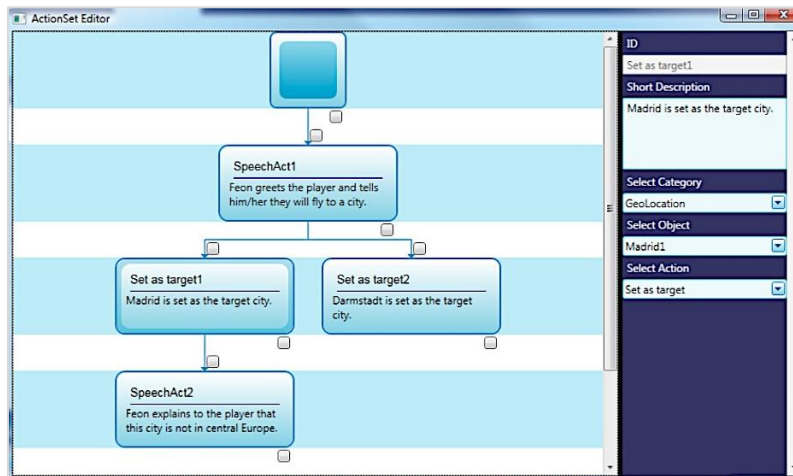 ActionSet Editor
SpeechAct1
Feon greets the player and tells
him/her they will fly to a city.
Set as target1
Madrid is set as the target city.
Set as target2
Darmstadt is set as the target
city.
SpeechAct2
Feon explains to the player that
this city is not in central Europe.
ID
Set as target1
Short Description
Madrid is set as the target city.
Select Category
GeoLocation
Select Object
Madrid1
Select Action
Set as target